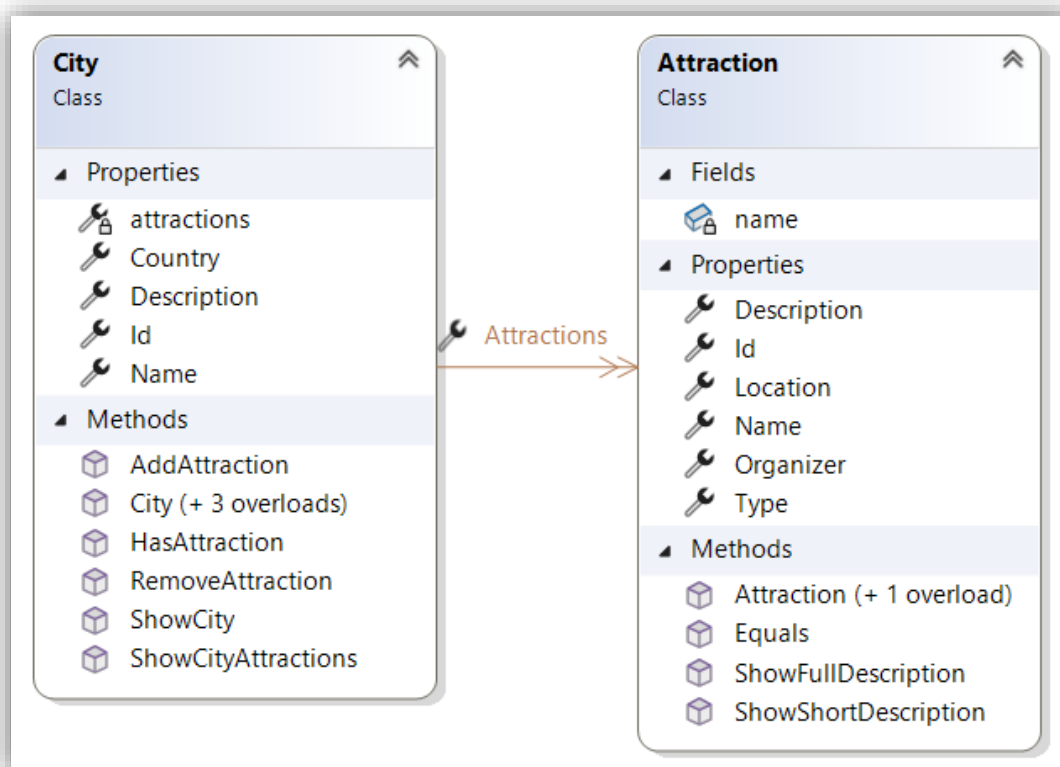 City
Class
Properties
attractions
Country
Description
Id
Name
Methods
AddAttraction
City (+ 3 overloads)
HasAttraction
RemoveAttraction
ShowCity
ShowCityAttractions
Attractions
Attraction
Class
Fields
name
Properties
Description
Id
Location
Name
Organizer
Type
Methods
Attraction (+ 1 overload)
Equals
ShowFullDescription
ShowShortDescription